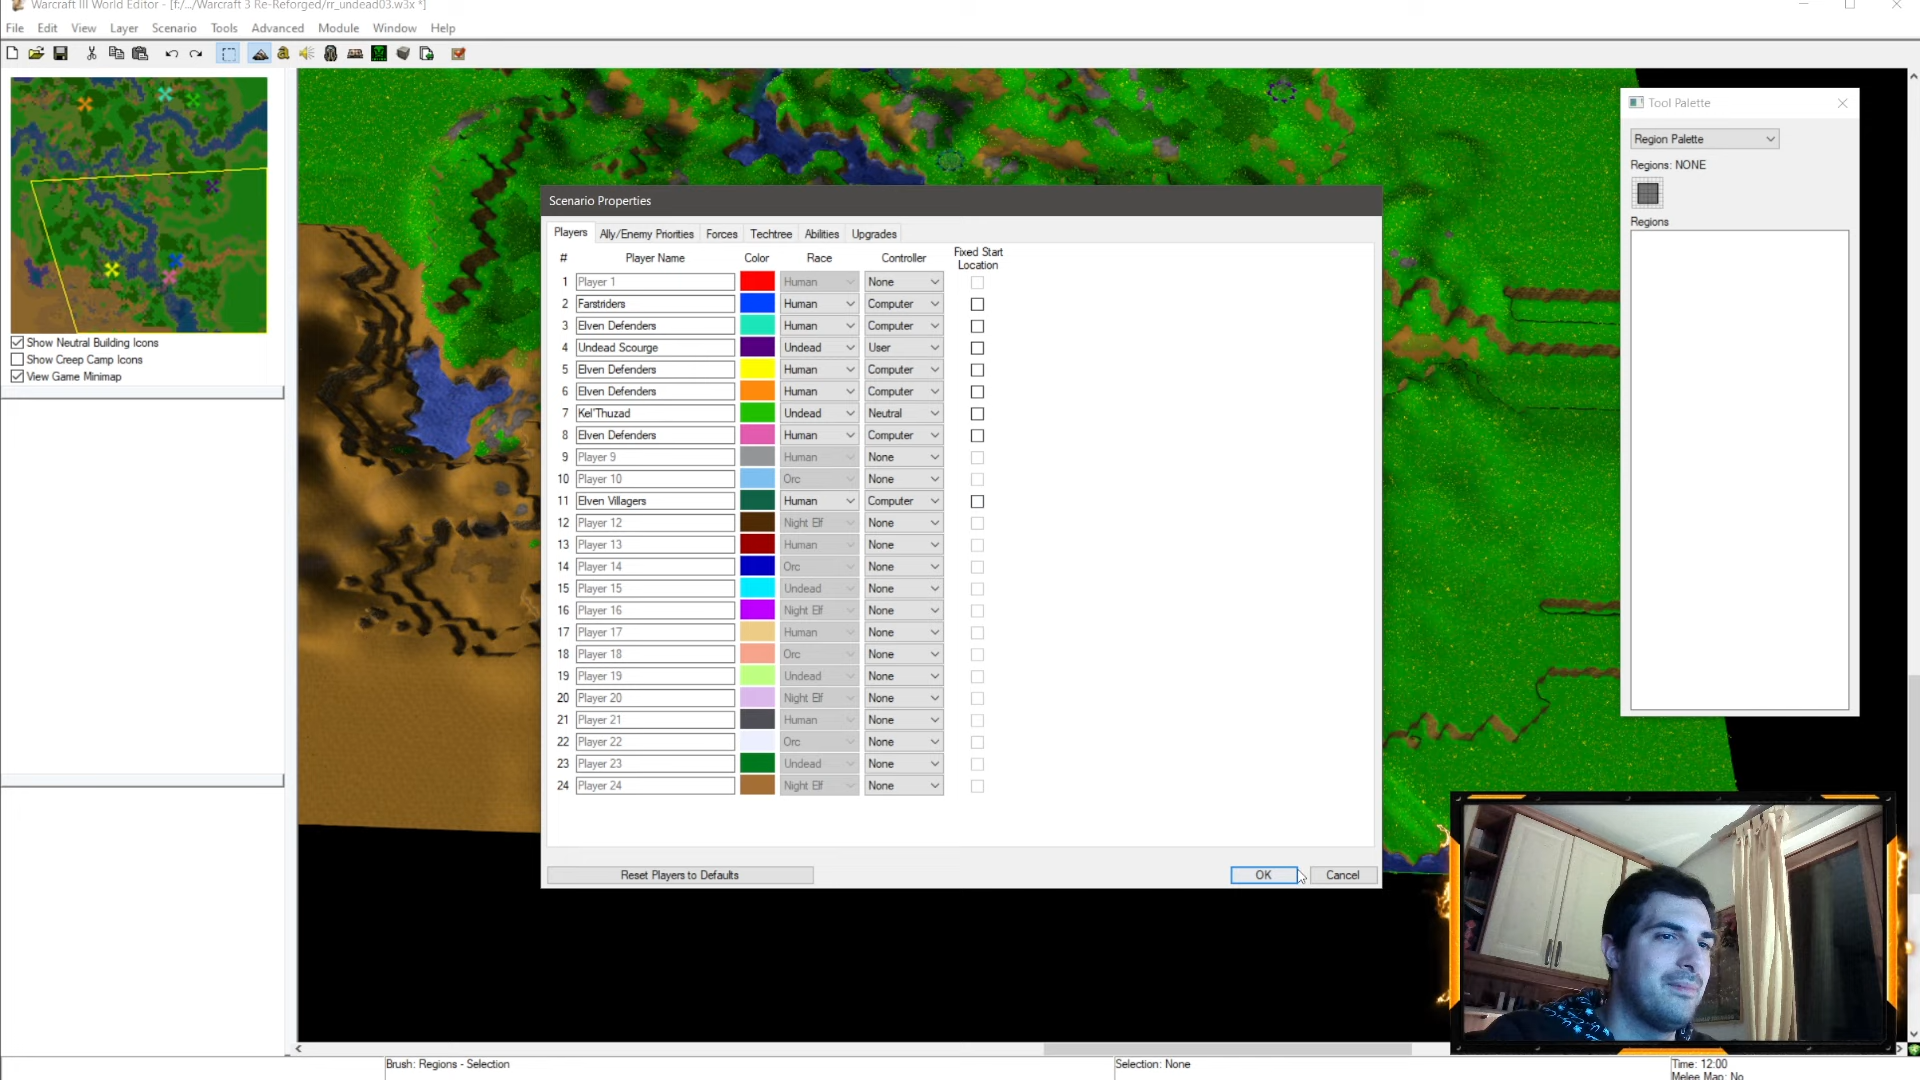 Warcraft III World Editor - [f:/.../Warcraft 3 Re-Reforged/rr_undead03.w3x *]
File Edit View Layer Scenario Tools Advanced Module Window Help
Show Neutral Building Icons
Show Creep Camp Icons
View Game Minimap
Scenario Properties
Players Ally/Enemy Priorities Forces Techtree Abilities Upgrades
# Player Name Color Race Controller Fixed Start
Location
1 Player 1 Human None
2 Farstriders Human Computer
3 Elven Defenders Human Computer
4 Undead Scourge Undead User
5 Elven Defenders Human Computer
6 Elven Defenders Human Computer
7 Kel'Thuzad Undead Neutral
8 Elven Defenders Human Computer
9 Player 9 Human None
10 Player 10 Orc None
11 Elven Villagers Human Computer
12 Player 12 Night Elf None
13 Player 13 Human None
14 Player 14 Orc None
15 Player 15 Undead None
16 Player 16 Night Elf None
17 Player 17 Human None
18 Player 18 Orc None
19 Player 19 Undead None
20 Player 20 Night Elf None
21 Player 21 Human None
22 Player 22 Orc None
23 Player 23 Undead None
24 Player 24 Night Elf None
Reset Players to Defaults OK Cancel
Tool Palette
Region Palette
Regions: NONE
Regions
Brush: Regions - Selection
Selection: None
Time: 12:00
Melee Map: No